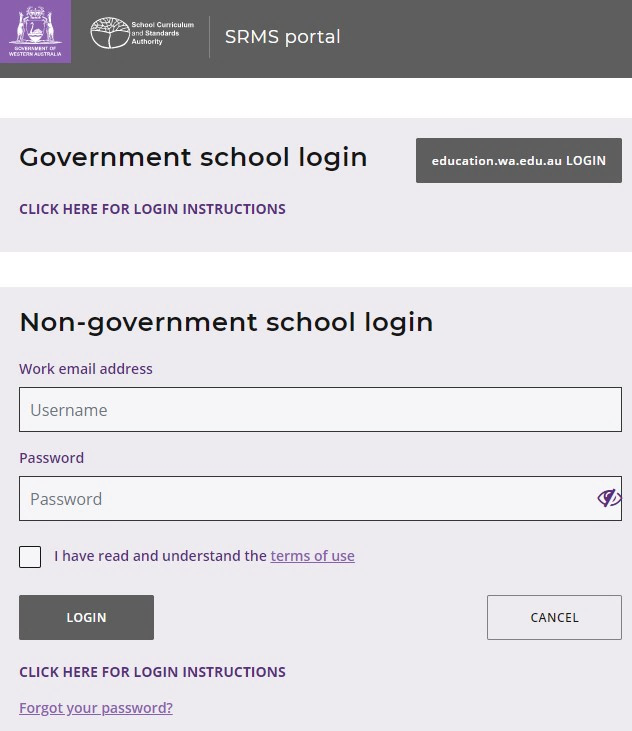 GOVERNMENT OF
WESTERN AUSTRALIA
School Curriculum
and Standards
Authority
SRMS portal
Government school login
education.wa.edu.au LOGIN
CLICK HERE FOR LOGIN INSTRUCTIONS
Non-government school login
Work email address
Username
Password
Password
I have read and understand the terms of use
LOGIN
CANCEL
CLICK HERE FOR LOGIN INSTRUCTIONS
Forgot your password?